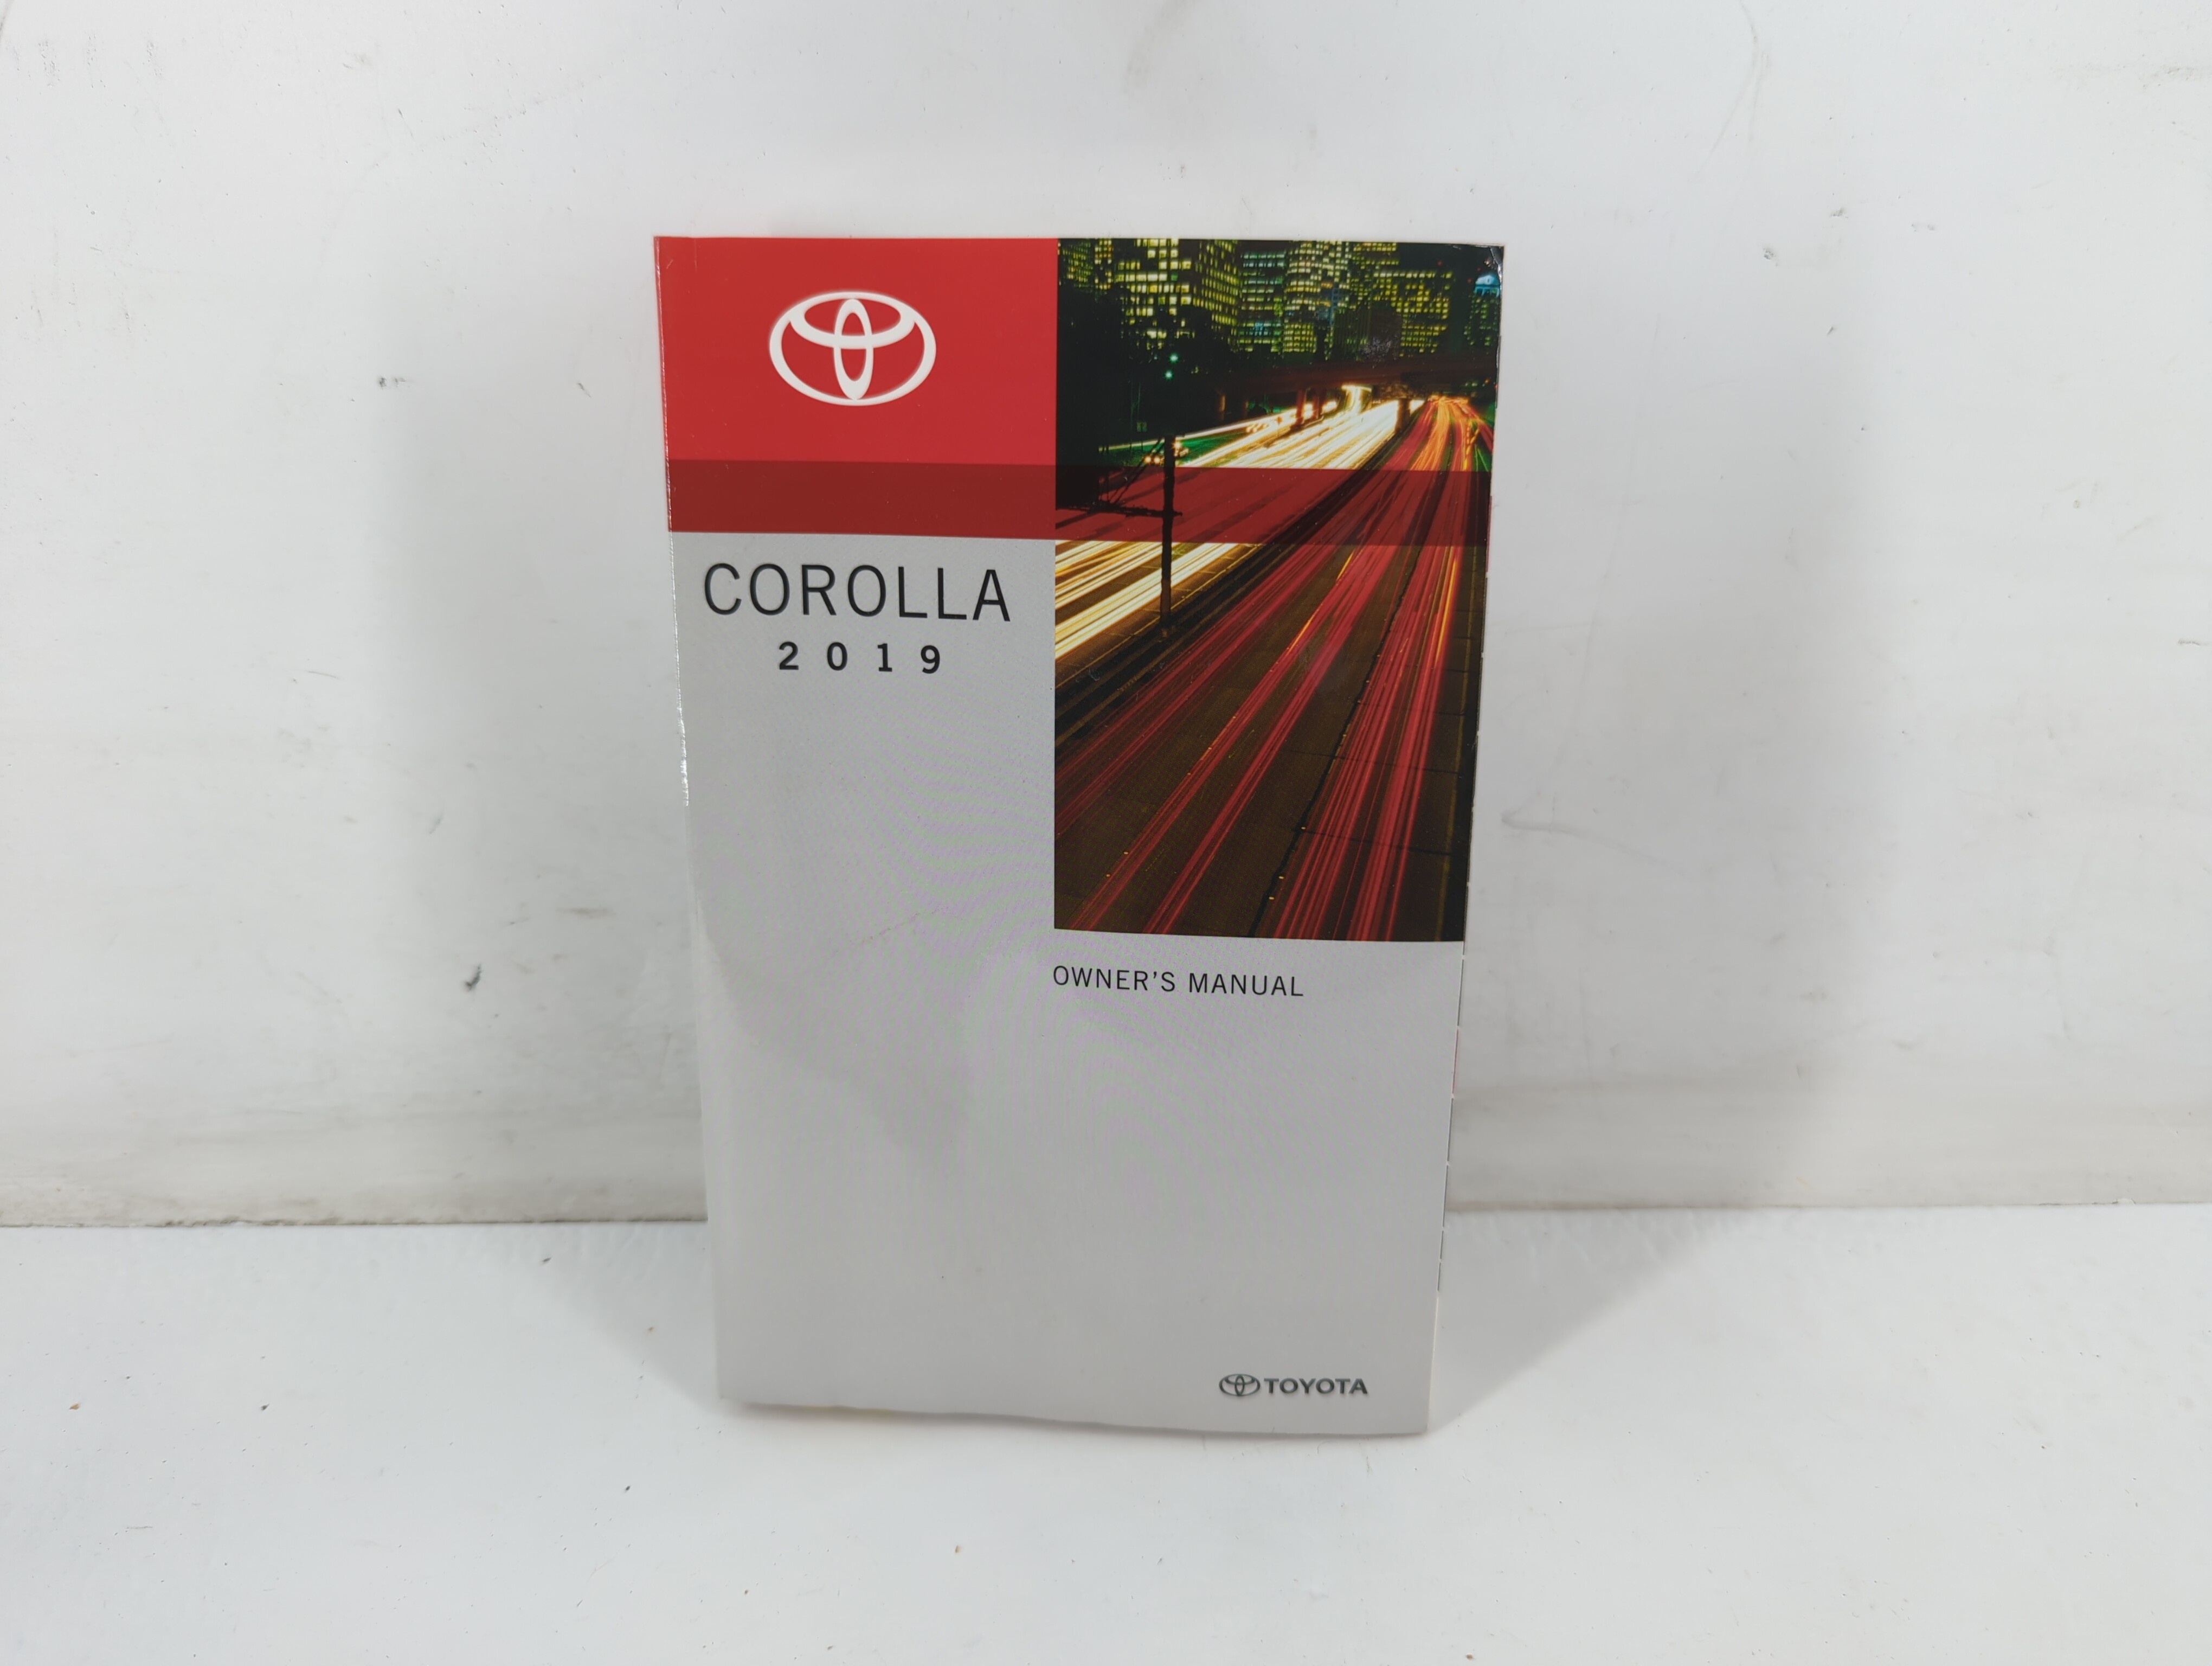 COROLLA
2019
OWNER'S MANUAL
TOYOTA